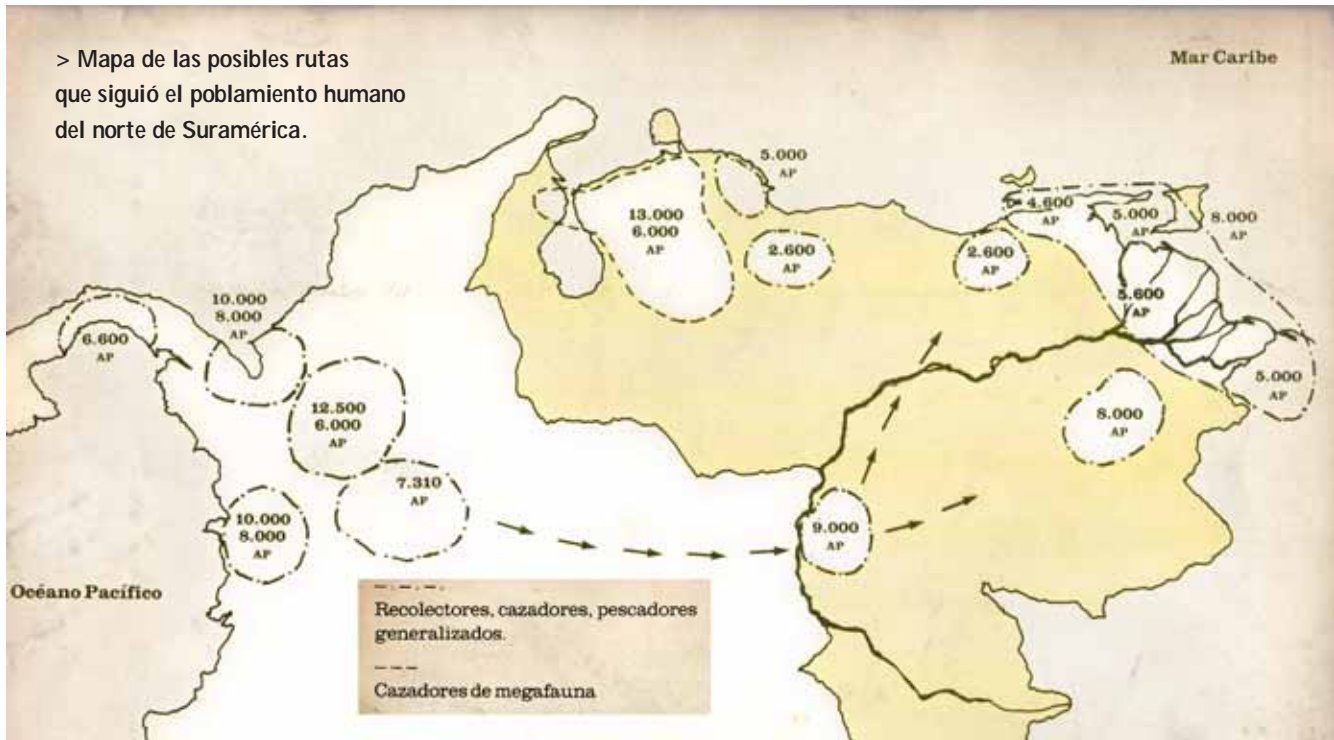 > Mapa de las posibles rutas
que siguió el poblamiento humano
del norte de Suramérica.
Mar Caribe
5.000
AP
13.000
6.000
AP
2.600
AP
2.600
AP
4.600
AP
5.000
AP
8.000
AP
5.600
AP
5.000
AP
8.000
AP
10.000
8.000
AP
6.600
AP
12.500
6.000
AP
7.310
AP
10.000
8.000
AP
9.000
AP
Océano Pacífico
Recolectores, cazadores, pescadores
generalizados.
Cazadores de megafauna